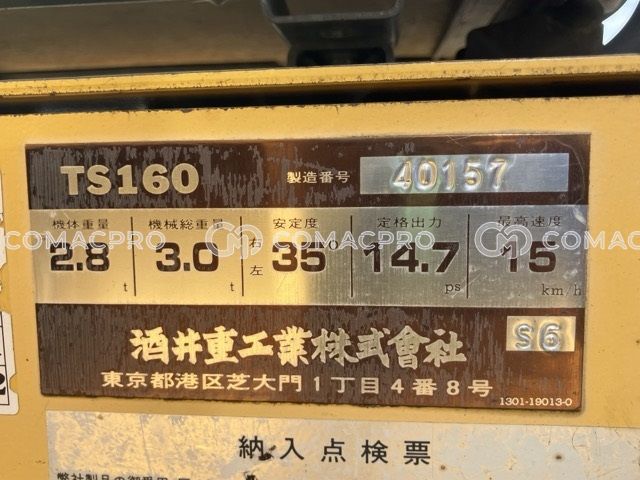 TS160 製造番号 40157
機体重量 機械総重量 安定度 定格出力 最高速度
2.8 t 3.0 t 右 左 35° 14.7 ps 15 km/h
COMACPRO COMACPRO COMACPRO
酒井重工業株式會社 S6
東京都港区芝大門1丁目4番8号
1301-19013-0
納入点検票